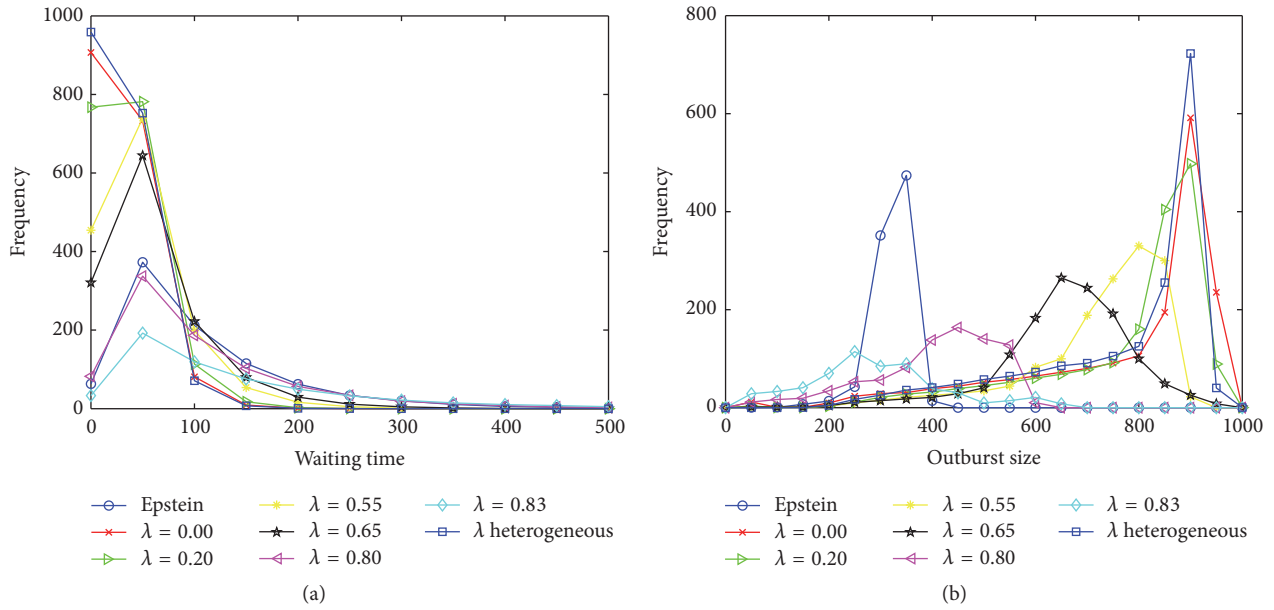 1000
800
600
400
200
0
Frequency
0 100 200 300 400 500
Waiting time
Epstein
λ = 0.00
λ = 0.20
λ = 0.55
λ = 0.65
λ = 0.80
λ = 0.83
λ heterogeneous
(a)
800
600
400
200
0
Frequency
0 200 400 600 800 1000
Outburst size
Epstein
λ = 0.00
λ = 0.20
λ = 0.55
λ = 0.65
λ = 0.80
λ = 0.83
λ heterogeneous
(b)